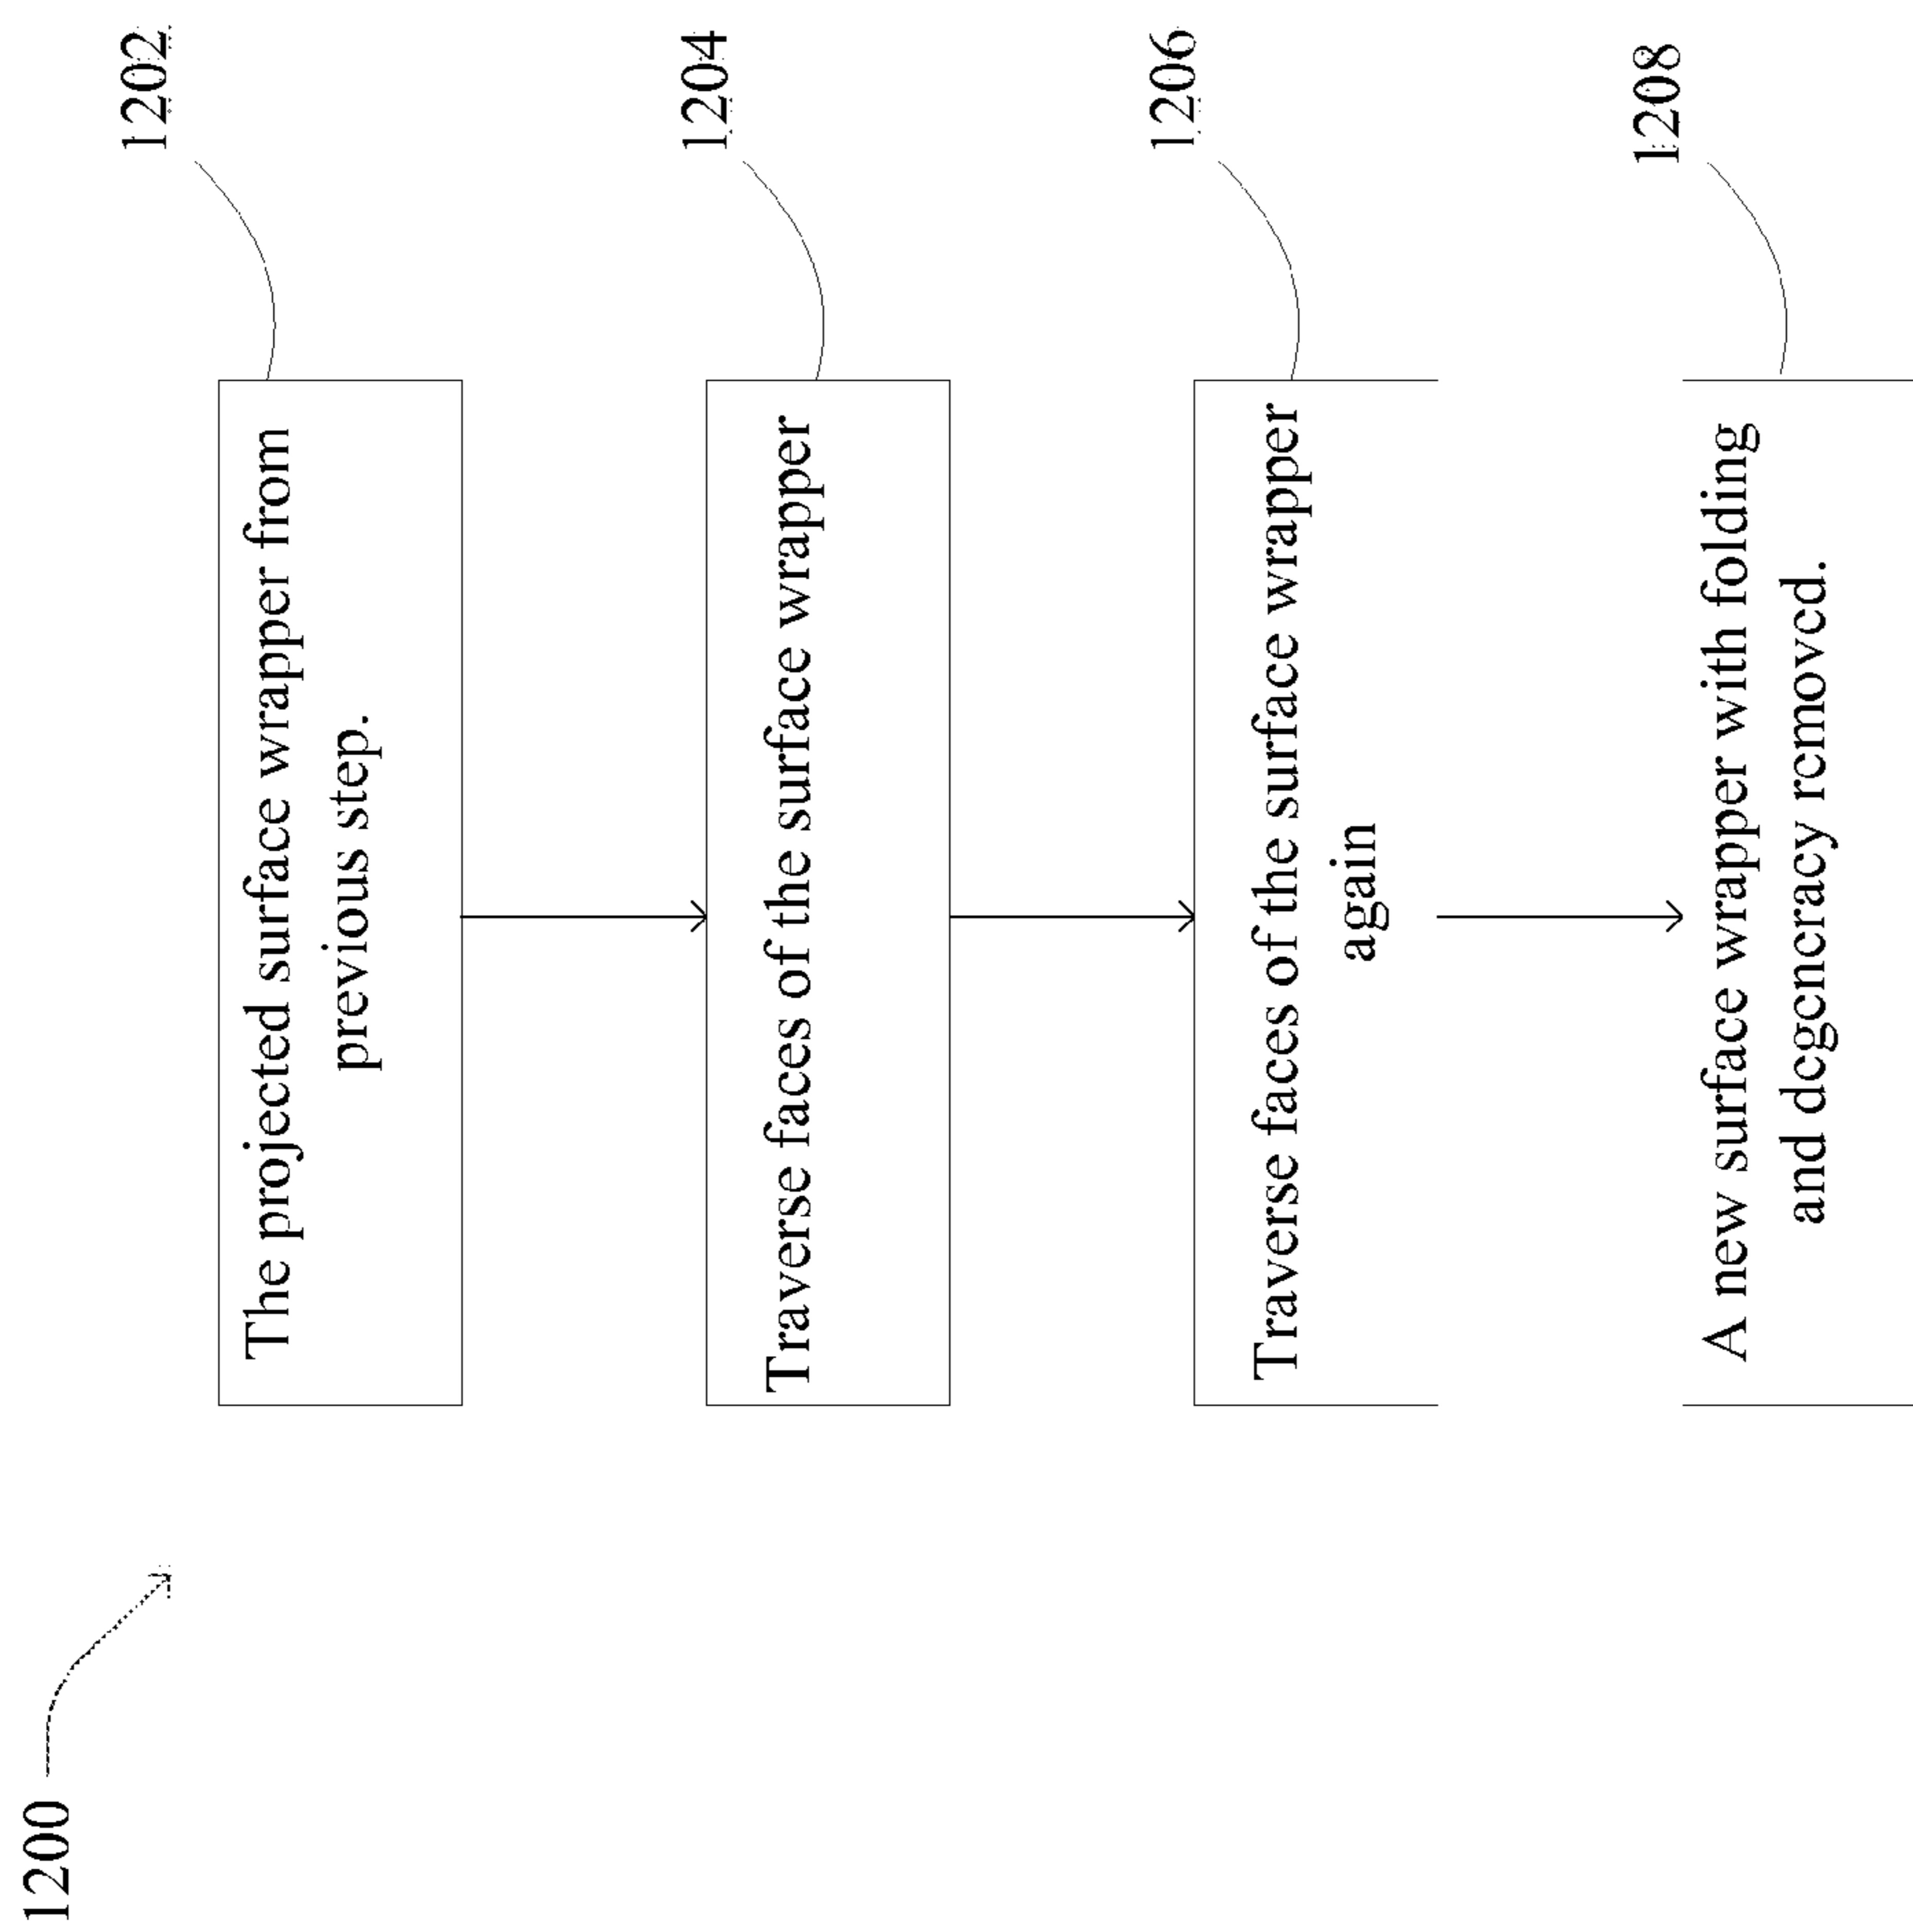 1200
1202
The projected surface wrapper from
previous step.
1204
Traverse faces of the surface wrapper
1206
Traverse faces of the surface wrapper
again
1208
A new surface wrapper with folding
and degeneracy removed.